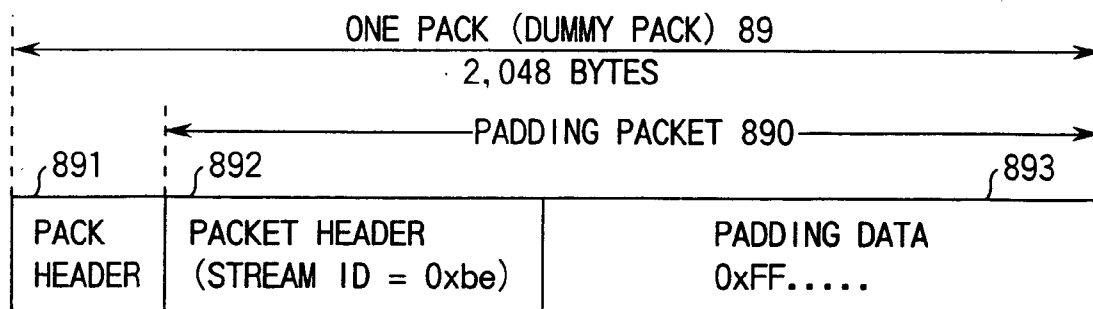 ONE PACK (DUMMY PACK) 89
2,048 BYTES
PADDING PACKET 890
891
892
893
PACK
HEADER
PACKET HEADER
(STREAM ID = 0xbe)
PADDING DATA
0xFF.....